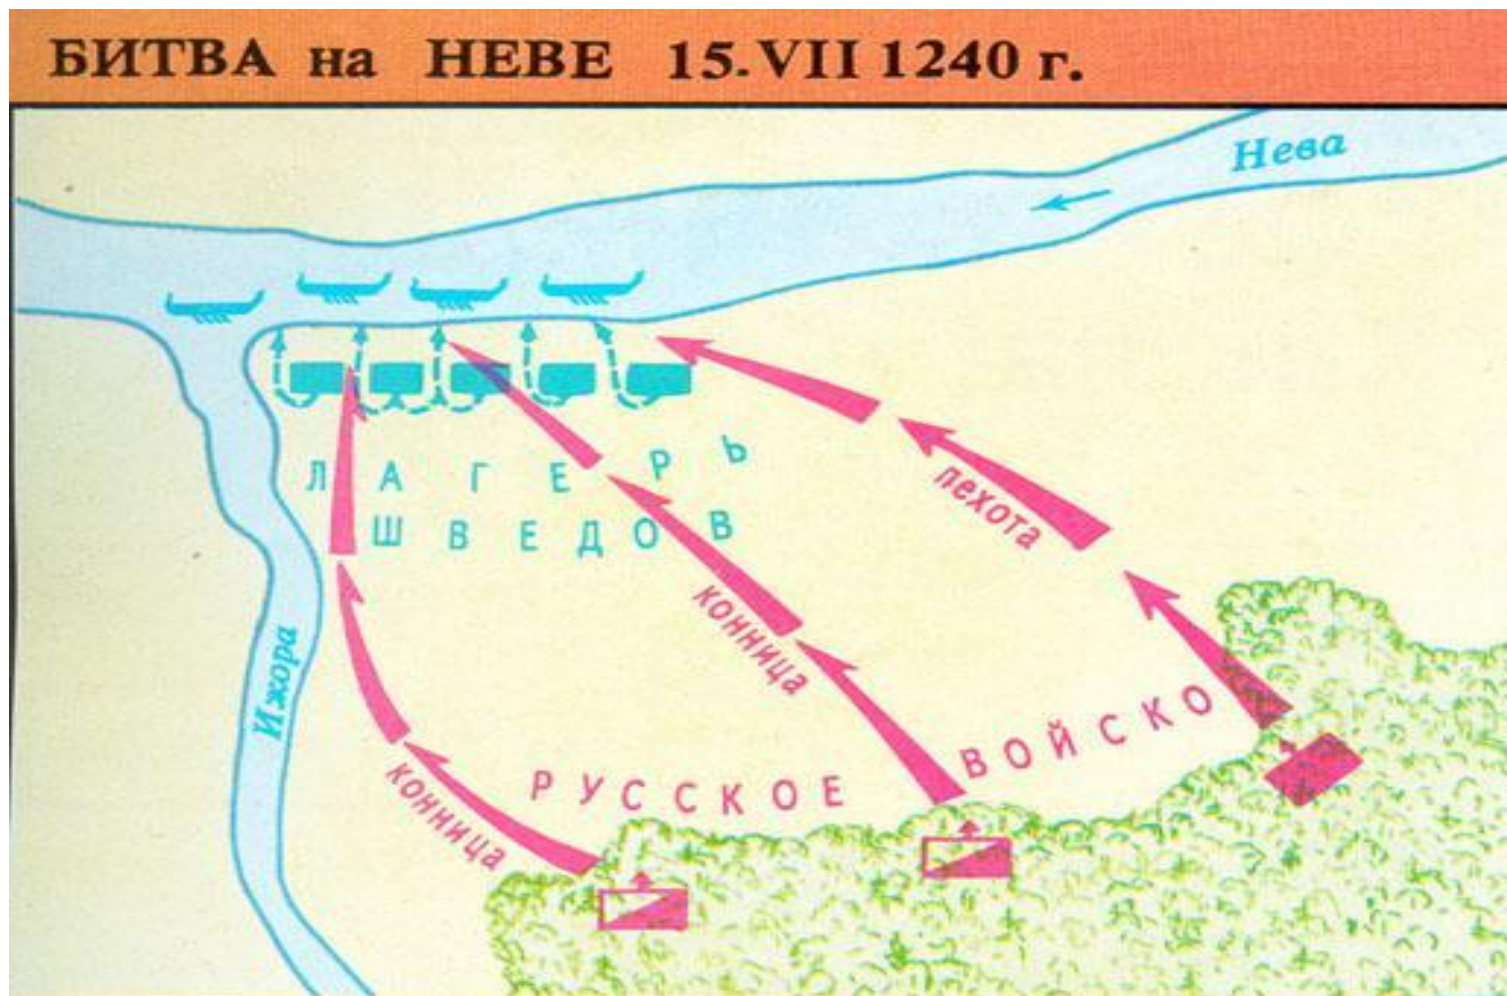 БИТВА на НЕВЕ 15.VII 1240 г.
Нева
ЛАГЕРЬ
ШВЕДОВ
пехота
конница
Ижора
РУССКОЕ ВОЙСКО
конница